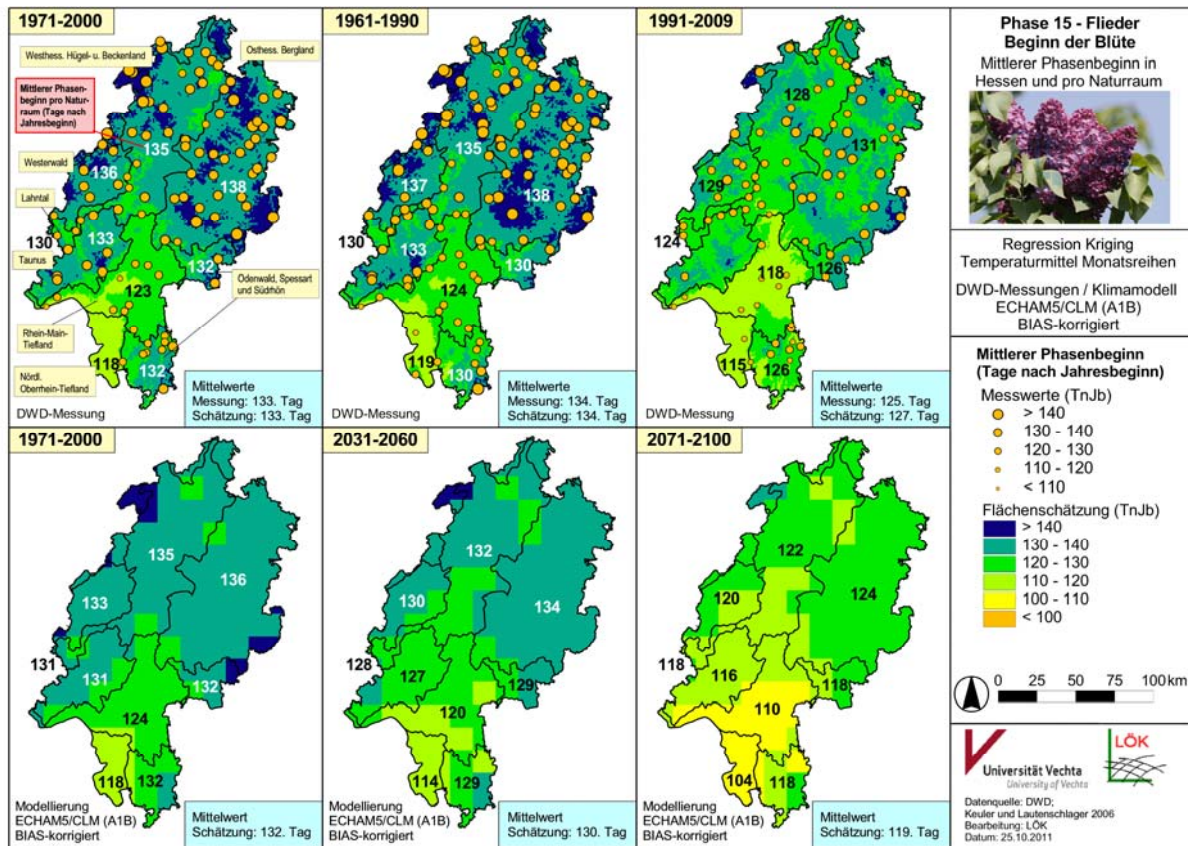 1971-2000
Westhess. Hügel- u. Beckenland
Osthess. Bergland
Mittlerer Phasen-
beginn pro Natur-
raum (Tage nach
Jahresbeginn)
135
Westerwald
136
138
Lahntal
130
133
Taunus
132
123
Odenwald, Spessart
und Südrhön
Rhein-Main-
Tiefland
118
132
Nördl.
Oberrhein-Tiefland
DWD-Messung
Mittelwerte
Messung: 133. Tag
Schätzung: 133. Tag
1961-1990
135
137
138
130
133
130
124
119
130
DWD-Messung
Mittelwerte
Messung: 134. Tag
Schätzung: 134. Tag
1991-2009
128
131
129
124
118
126
115
126
Mittelwerte
Messung: 125. Tag
Schätzung: 127. Tag
1971-2000
135
136
133
131
131
132
124
118
132
Modellierung
ECHAM5/CLM (A1B)
BIAS-korrigiert
Mittelwert
Schätzung: 132. Tag
2031-2060
132
130
134
128
127
129
120
114
129
Modellierung
ECHAM5/CLM (A1B)
BIAS-korrigiert
Mittelwert
Schätzung: 130. Tag
2071-2100
122
120
124
118
116
118
110
104
118
Mittelwert
Schätzung: 119. Tag
Phase 15 - Flieder
Beginn der Blüte
Mittlerer Phasenbeginn in
Hessen und pro Naturraum
Regression Kriging
Temperaturmittel Monatsreihen
DWD-Messungen / Klimamodell
ECHAM5/CLM (A1B)
BIAS-korrigiert
Mittlerer Phasenbeginn
(Tage nach Jahresbeginn)
Messwerte (TnJb)
> 140
130 - 140
120 - 130
110 - 120
< 110
Flächenschätzung (TnJb)
> 140
130 - 140
120 - 130
110 - 120
100 - 110
< 100
0 25 50 75 100 km
Universität Vechta
University of Vechta
LÖK
Datenquelle: DWD;
Keuler und Lautenschlager 2006
Bearbeitung: LÖK
Datum: 25.10.2011